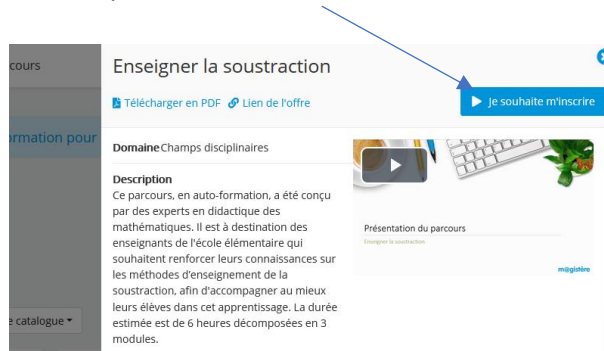 cours
Enseigner la soustraction
Télécharger en PDF Lien de l'offre
Je souhaite m'inscrire
ormation pour
Domaine Champs disciplinaires
Description
Ce parcours, en auto-formation, a été conçu
par des experts en didactique des
mathématiques. Il est à destination des
enseignants de l'école élémentaire qui
souhaitent renforcer leurs connaissances sur
les méthodes d'enseignement de la
soustraction, afin d'accompagner au mieux
leurs élèves dans cet apprentissage. La durée
estimée est de 6 heures décomposées en 3
modules.
Présentation du parcours
Enseigner la soustraction
m@gistère
e catalogue